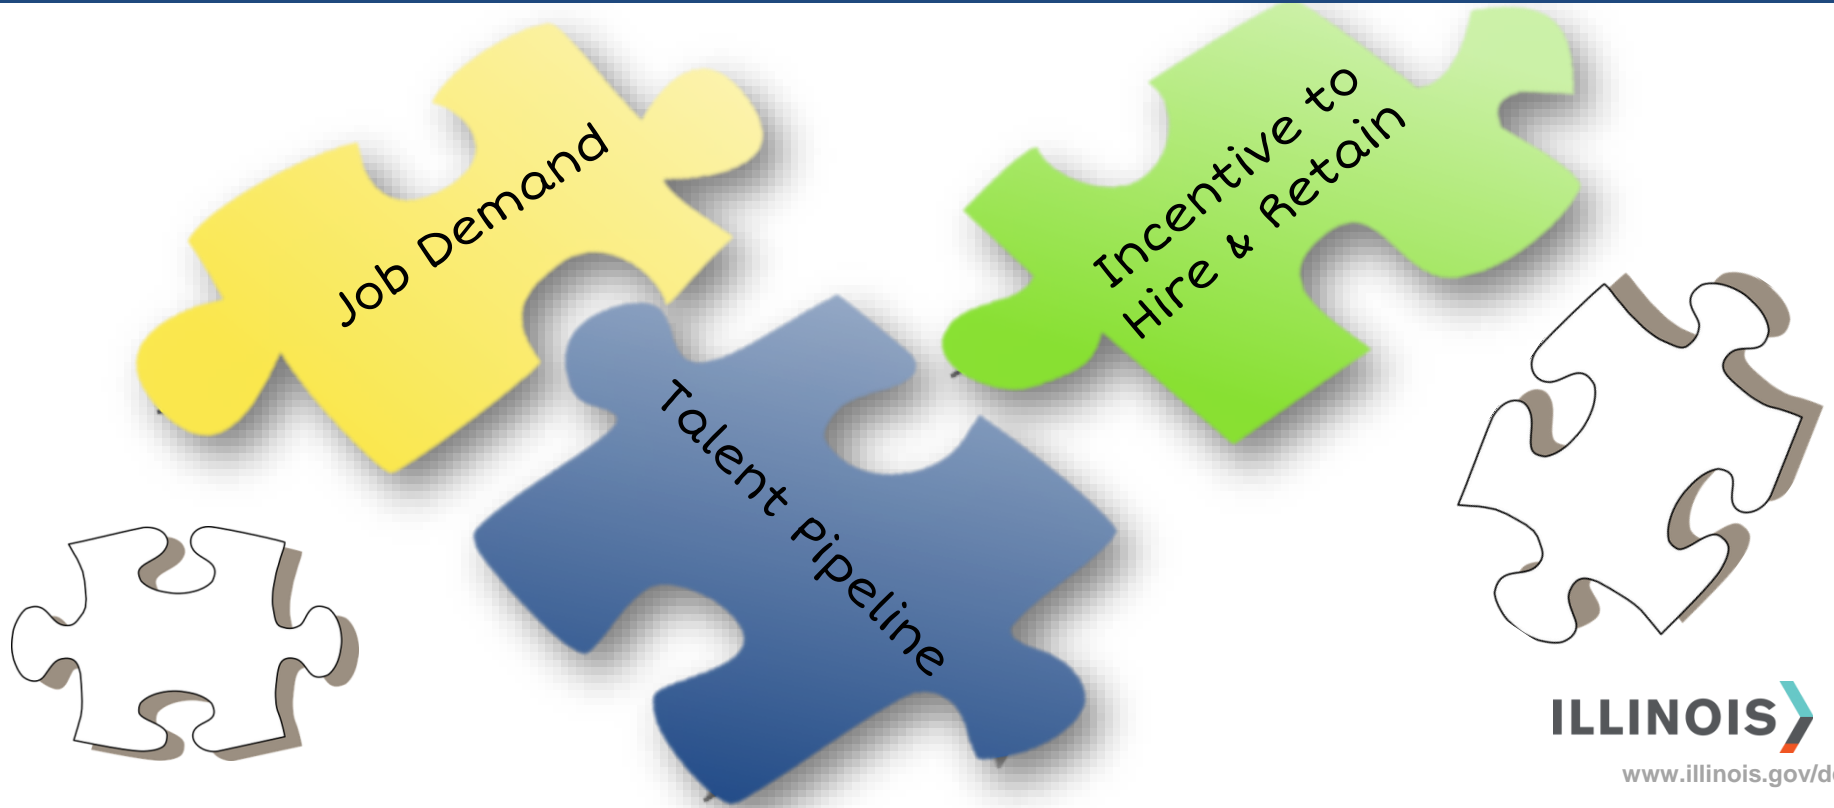 Job Demand
Incentive to
Hire & Retain
Talent Pipeline
ILLINOIS
www.illinois.gov/d